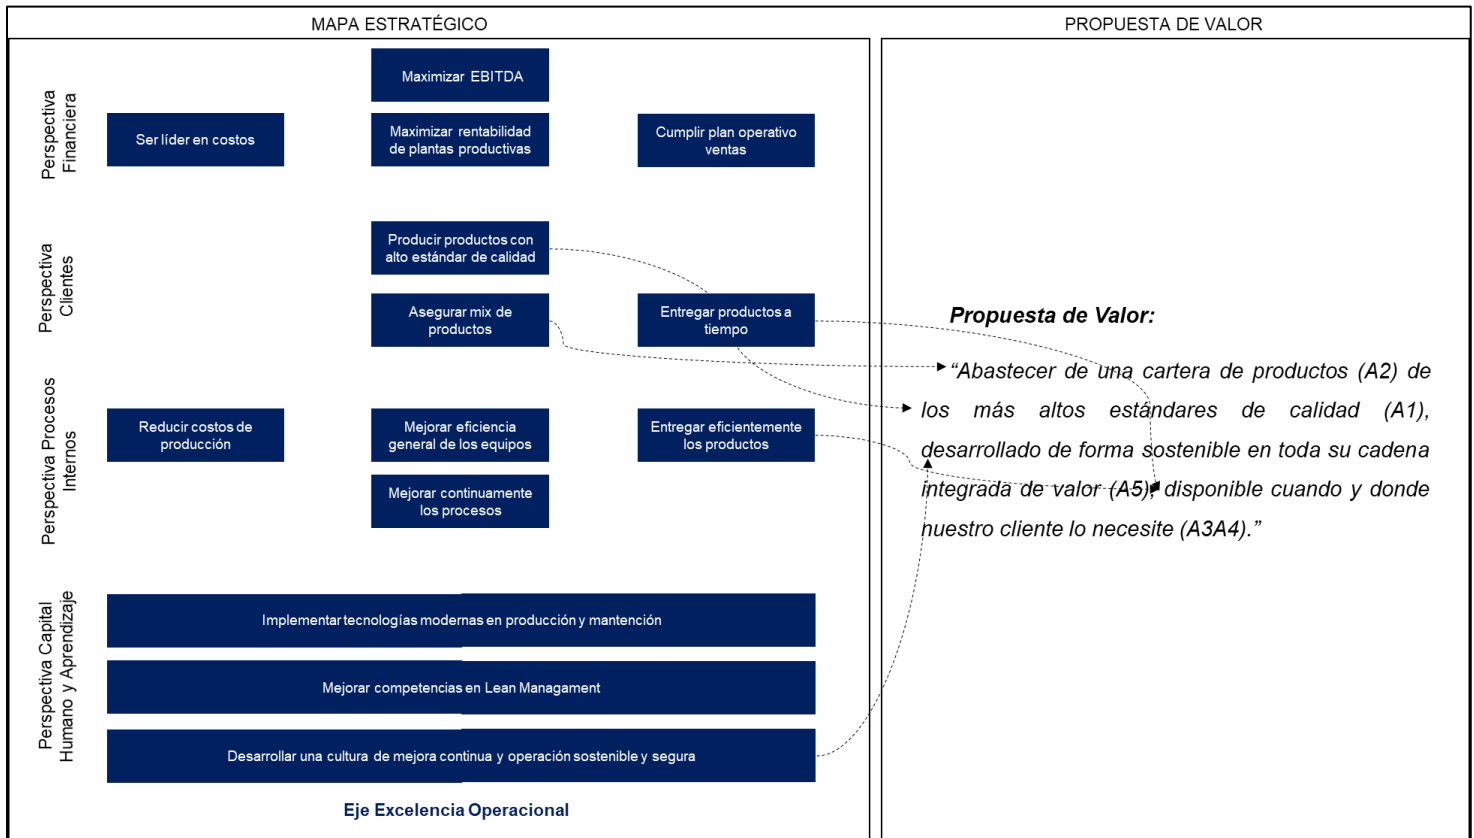 MAPA ESTRATÉGICO
PROPUESTA DE VALOR
Perspectiva
Financiera
Maximizar EBITDA
Ser líder en costos
Maximizar rentabilidad
de plantas productivas
Cumplir plan operativo
ventas
Perspectiva
Clientes
Producir productos con
alto estándar de calidad
Asegurar mix de
productos
Entregar productos a
tiempo
Perspectiva Procesos
Internos
Reducir costos de
producción
Mejorar eficiencia
general de los equipos
Entregar eficientemente
los productos
Mejorar continuamente
los procesos
Perspectiva Capital
Humano y Aprendizaje
Implementar tecnologías modernas en producción y mantención
Mejorar competencias en Lean Managament
Desarrollar una cultura de mejora continua y operación sostenible y segura
Eje Excelencia Operacional
Propuesta de Valor:
“Abastecer de una cartera de productos (A2) de
los más altos estándares de calidad (A1),
desarrollado de forma sostenible en toda su cadena
integrada de valor (A5), disponible cuando y donde
nuestro cliente lo necesite (A3A4).”